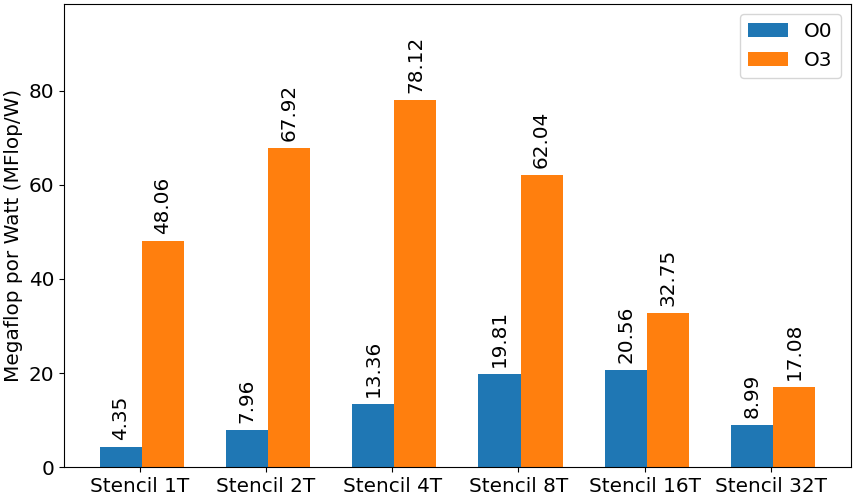 Megaflop por Watt (MFlop/W)
80
60
40
20
0
O0
O3
4.35
48.06
7.96
67.92
13.36
78.12
19.81
62.04
20.56
32.75
8.99
17.08
Stencil 1T
Stencil 2T
Stencil 4T
Stencil 8T
Stencil 16T
Stencil 32T